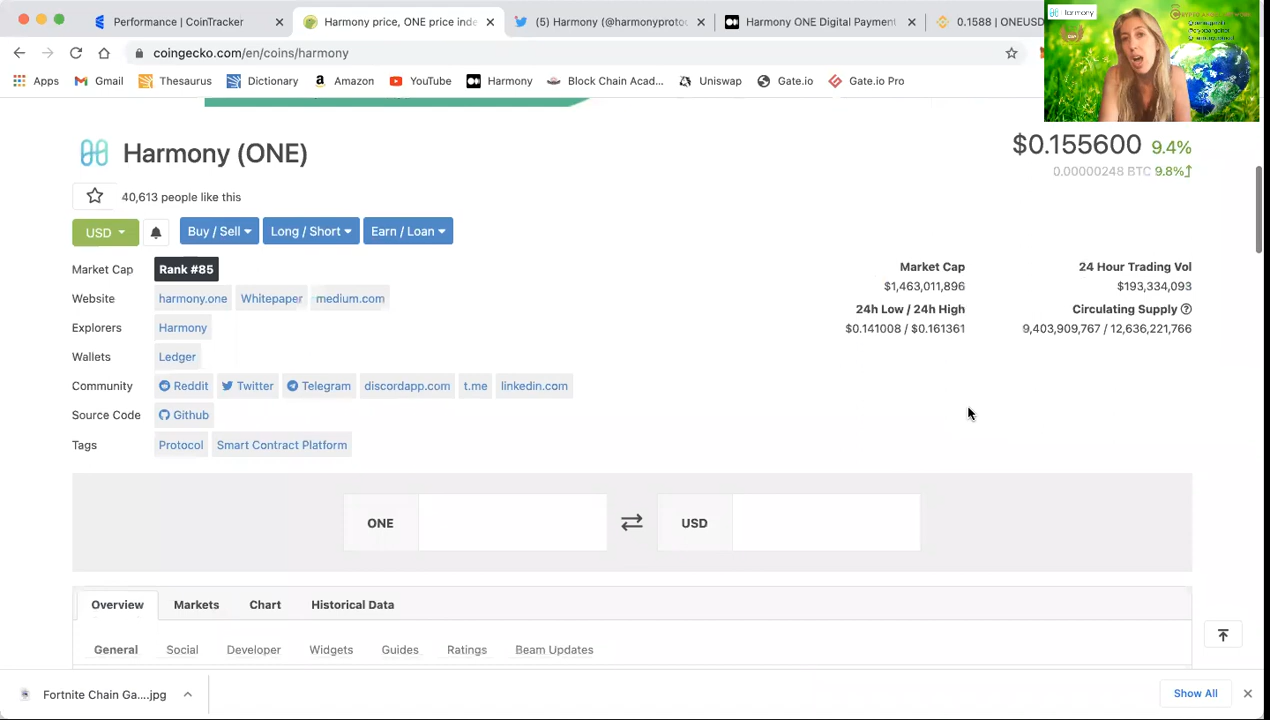 Performance | CoinTracker
Harmony price, ONE price inde
(5) Harmony (@harmonyproto
Harmony ONE Digital Payment
0.1588 | ONEUSD
coingecko.com/en/coins/harmony
Apps
Gmail
Thesaurus
Dictionary
Amazon
YouTube
Harmony
Block Chain Acad...
Uniswap
Gate.io
Gate.io Pro
Harmony
Harmony (ONE)
$0.155600 9.4%
0.00000248 BTC 9.8%
40,613 people like this
USD
Buy / Sell
Long / Short
Earn / Loan
Market Cap Rank #85
Website harmony.one Whitepaper medium.com
Explorers Harmony
Wallets Ledger
Community Reddit Twitter Telegram discordapp.com t.me linkedin.com
Source Code Github
Tags Protocol Smart Contract Platform
Market Cap
$1,463,011,896
24h Low / 24h High
$0.141008 / $0.161361
24 Hour Trading Vol
$193,334,093
Circulating Supply
9,403,909,767 / 12,636,221,766
ONE
USD
Overview Markets Chart Historical Data
General Social Developer Widgets Guides Ratings Beam Updates
Fortnite Chain Ga....jpg
Show All